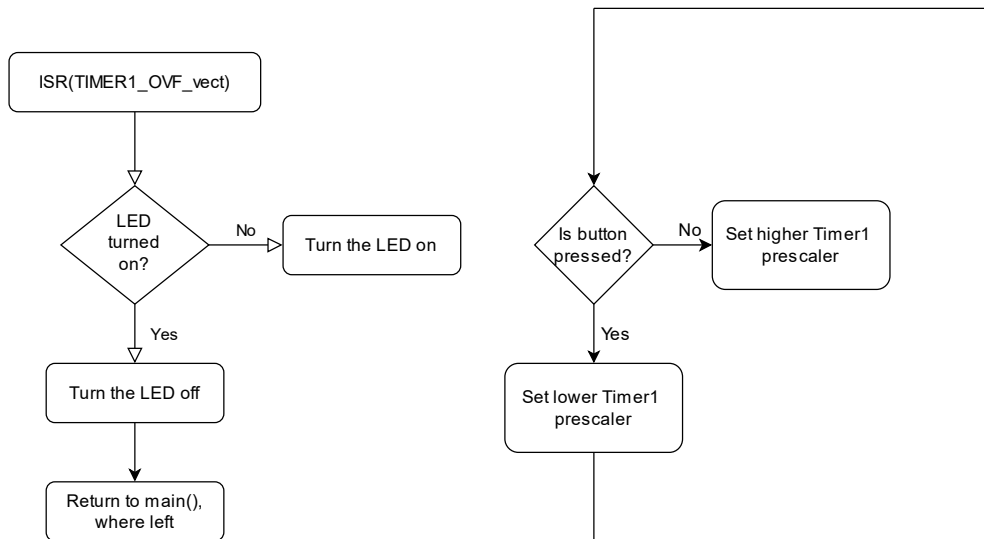 ISR(TIMER1_OVF_vect)
LED
turned
on?
No
Turn the LED on
Yes
Turn the LED off
Return to main(),
where left
Is button
pressed?
No
Set higher Timer1
prescaler
Yes
Set lower Timer1
prescaler